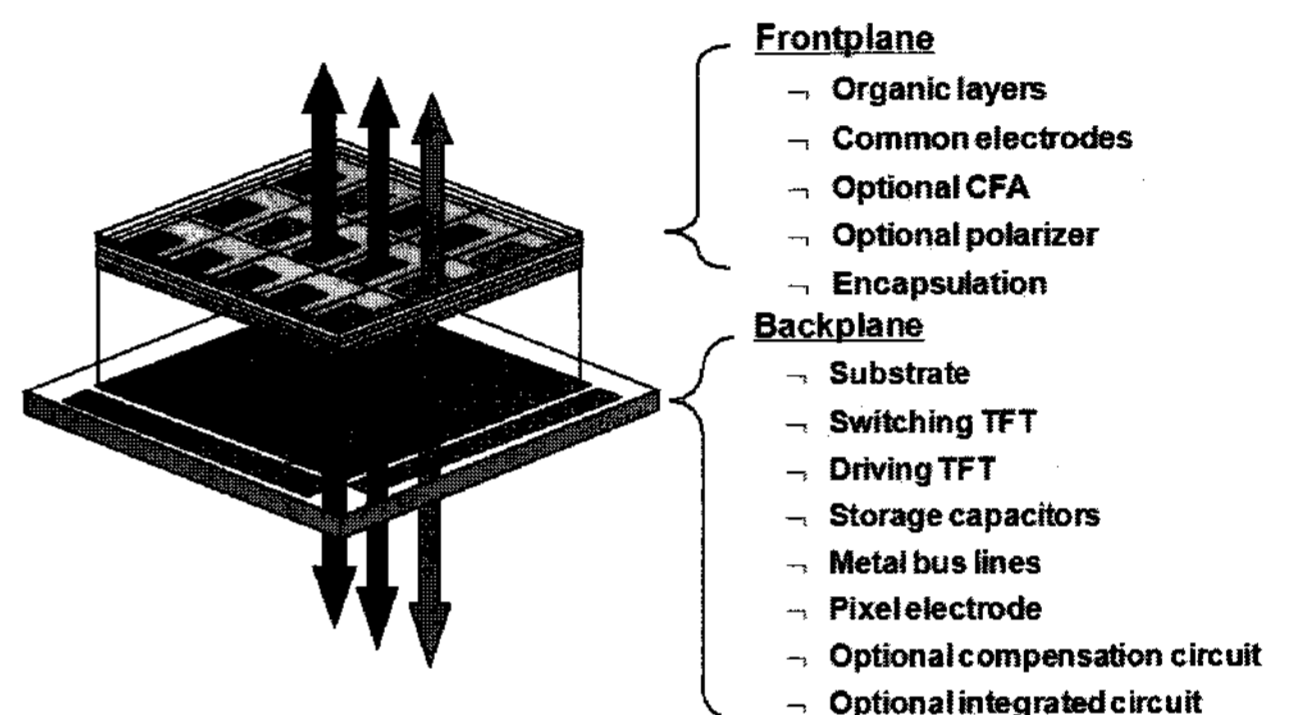 Frontplane
¬ Organic layers
¬ Common electrodes
¬ Optional CFA
¬ Optional polarizer
¬ Encapsulation
Backplane
¬ Substrate
¬ Switching TFT
¬ Driving TFT
¬ Storage capacitors
¬ Metal bus lines
¬ Pixel electrode
¬ Optional compensation circuit
¬ Optional integrated circuit